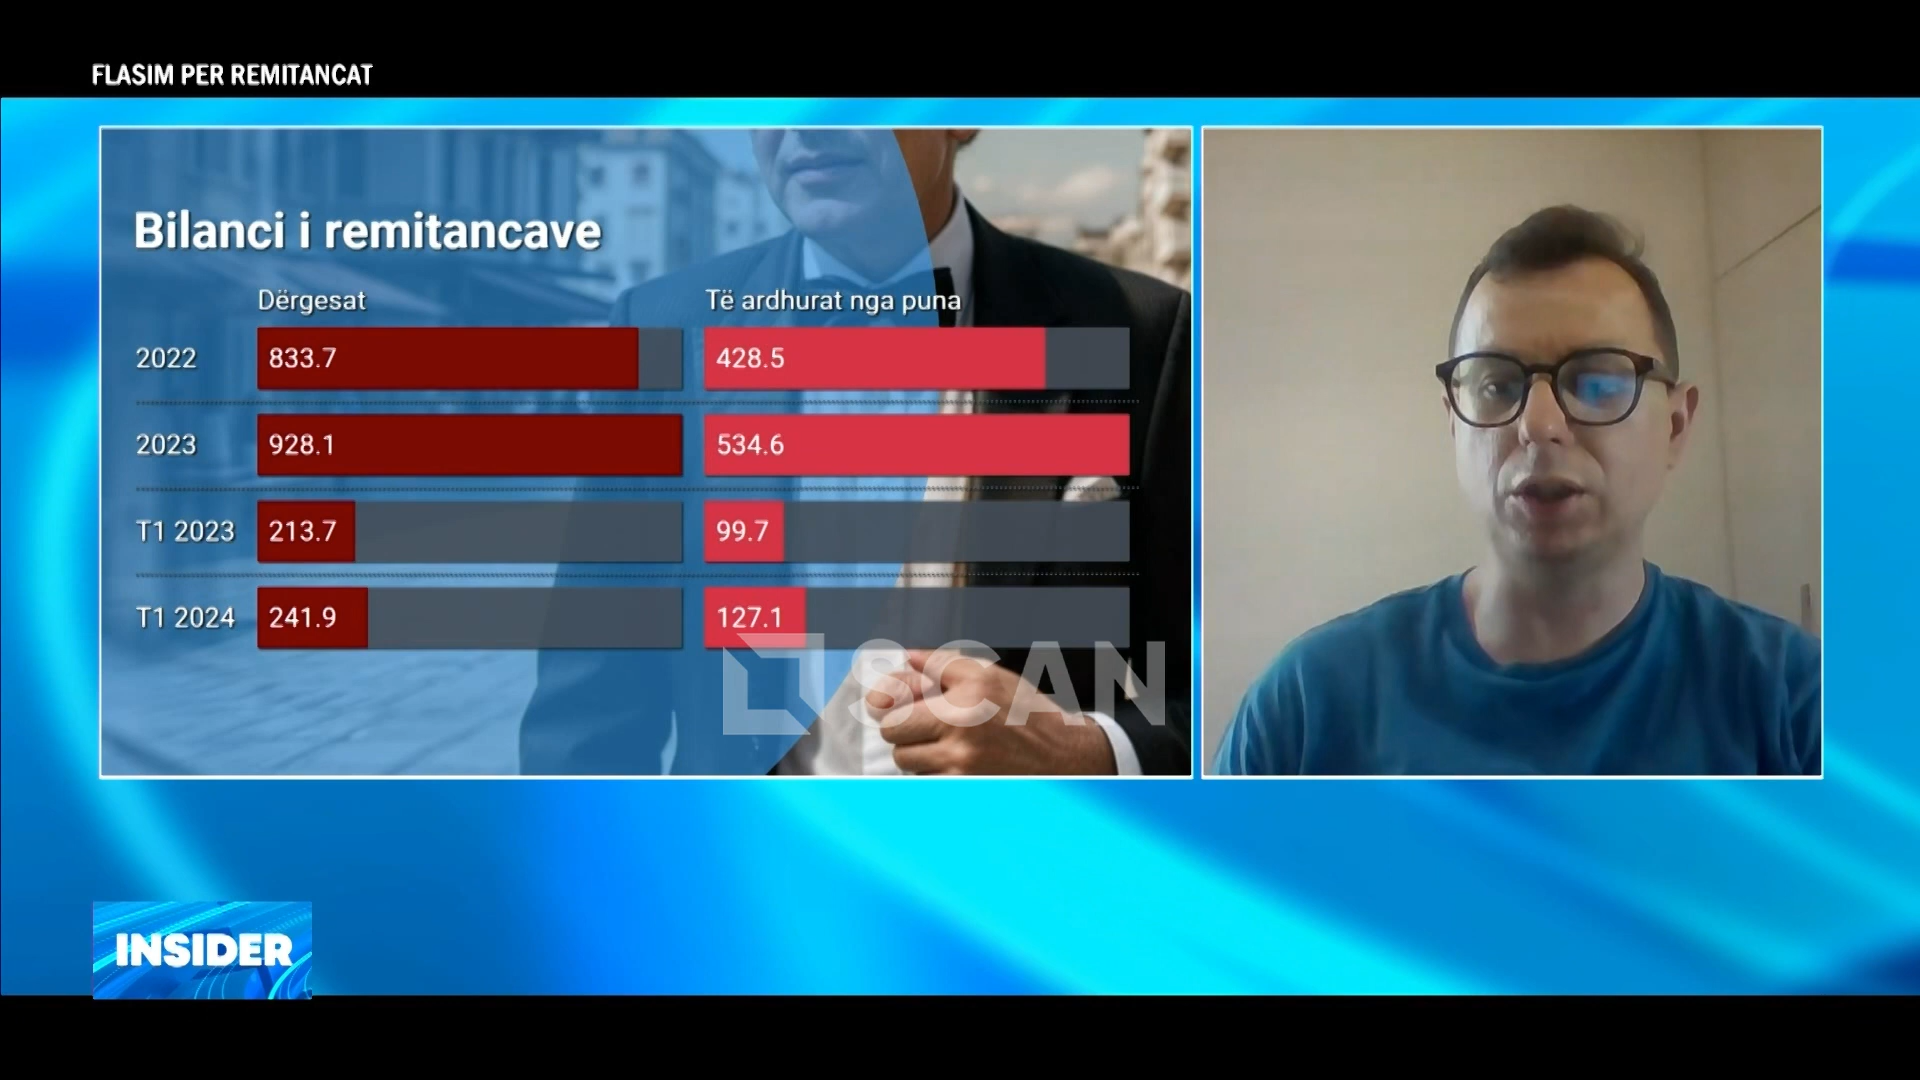 FLASIM PER REMITANCAT
Bilanci i remitancave
Dërgesat Të ardhurat nga puna
2022 833.7 428.5
2023 928.1 534.6
T1 2023 213.7 99.7
T1 2024 241.9 127.1
SCAN
INSIDER